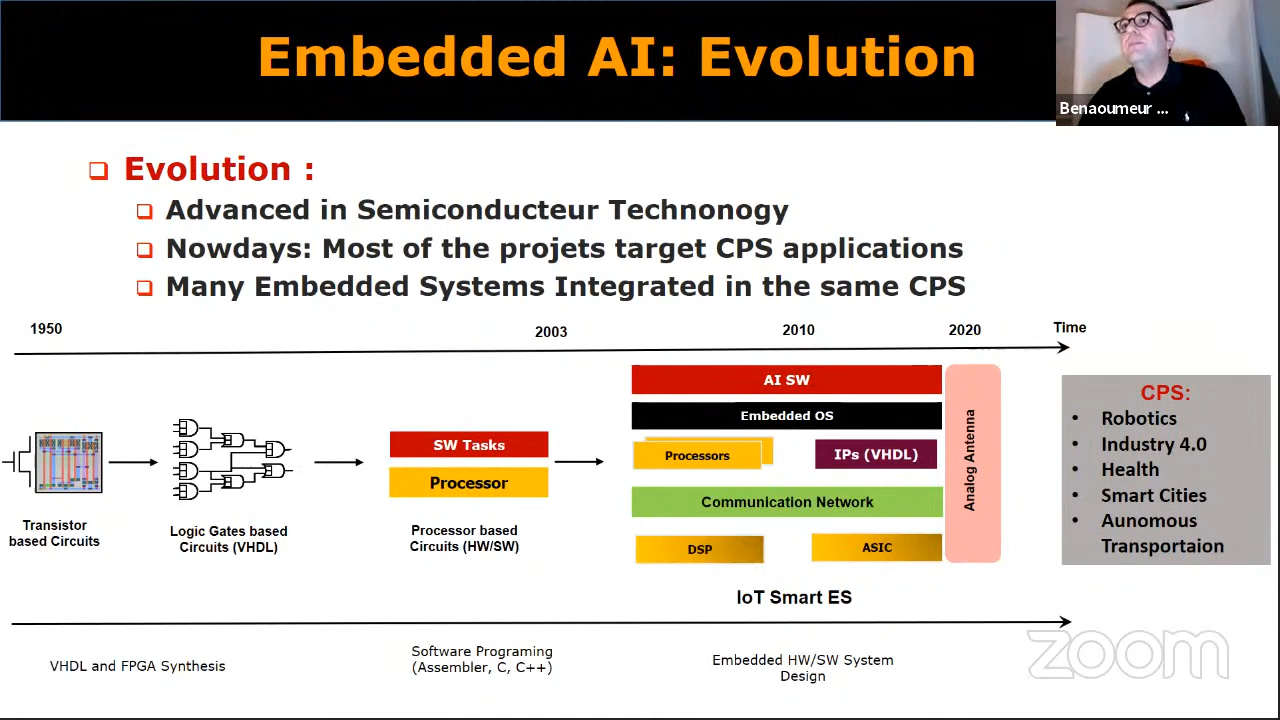 Embedded AI: Evolution
Benaoumeur ...
Evolution :
Advanced in Semiconducteur Technonogy
Nowdays: Most of the projets target CPS applications
Many Embedded Systems Integrated in the same CPS
1950
2003
2010
2020
Time
AI SW
Embedded OS
Processors
IPs (VHDL)
Communication Network
DSP
ASIC
Analog Antenna
SW Tasks
Processor
Transistor
based Circuits
Logic Gates based
Circuits (VHDL)
Processor based
Circuits (HW/SW)
IoT Smart ES
CPS:
• Robotics
• Industry 4.0
• Health
• Smart Cities
• Aunomous
Transportaion
VHDL and FPGA Synthesis
Software Programing
(Assembler, C, C++)
Embedded HW/SW System
Design
zoom